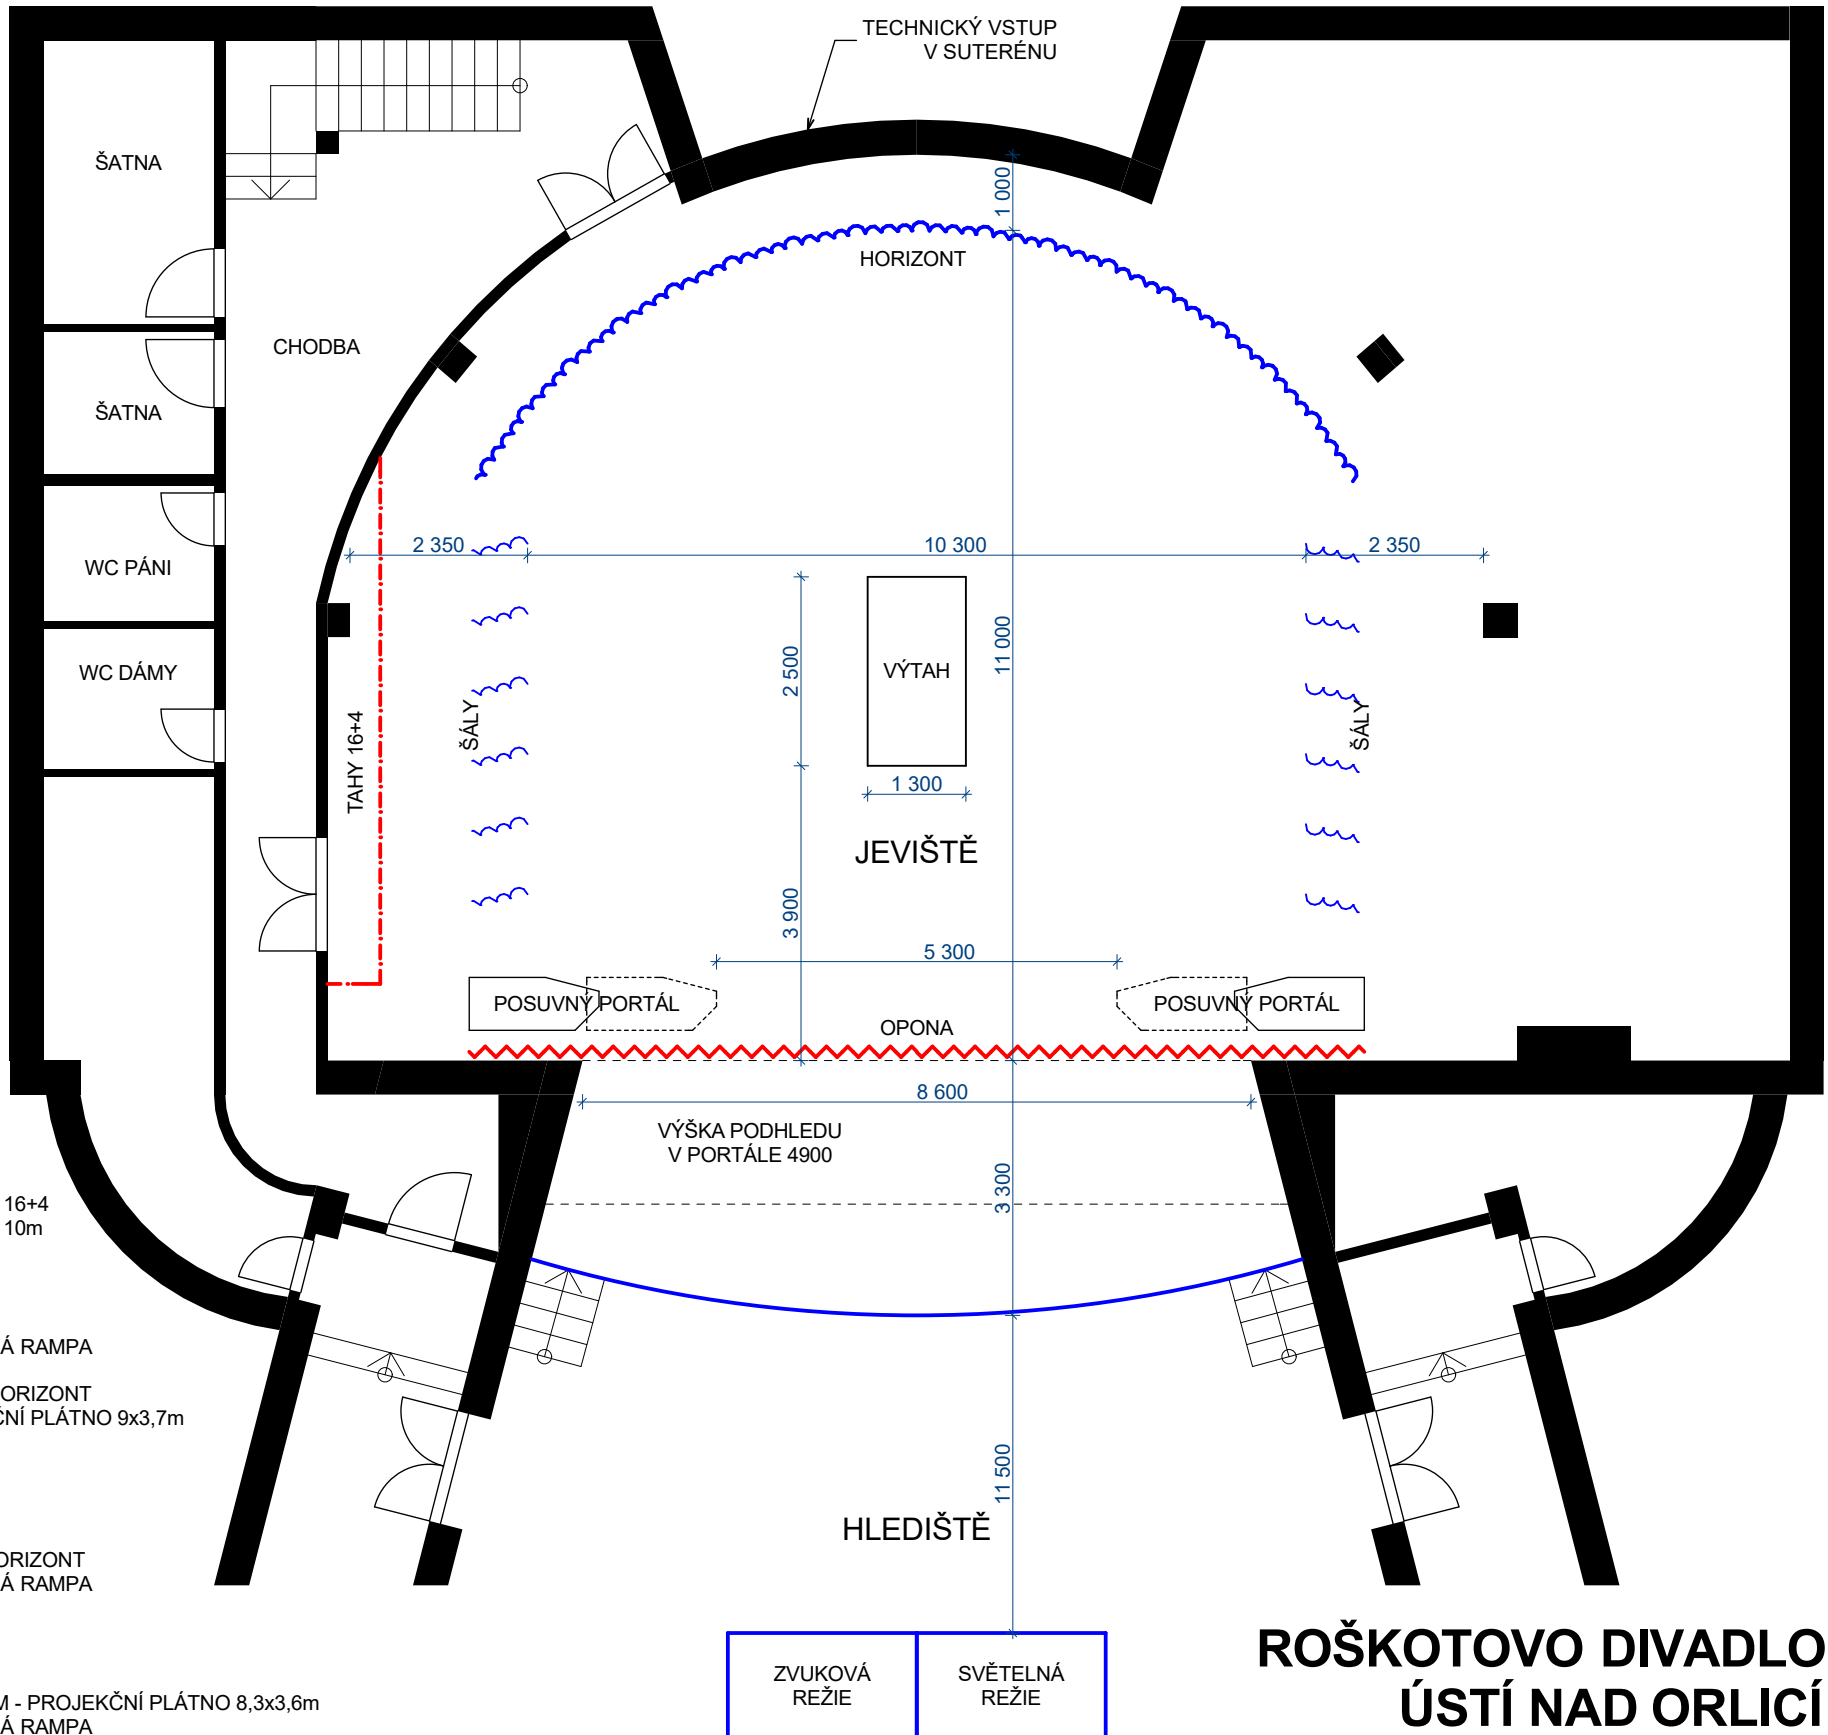 TECHNICKÝ VSTUP
V SUTERÉNU
ŠATNA
1 000
HORIZONT
CHODBA
ŠATNA
2 350
10 300
2 350
WC PÁNI
11 000
2 500
VÝTAH
WC DÁMY
ŠÁLY
ŠÁLY
TAHY 16+4
1 300
JEVIŠTĚ
3 900
5 300
POSUVNÝ PORTÁL
POSUVNÝ PORTÁL
OPONA
8 600
VÝŠKA PODHLEDU
V PORTÁLE 4900
3 300
16+4
10m
Á RAMPA
ORIZONT
ČNÍ PLÁTNO 9x3,7m
11 500
HLEDIŠTĚ
ORIZONT
Á RAMPA
ROŠKOTOVO DIVADLO
ÚSTÍ NAD ORLICÍ
ZVUKOVÁ
REŽIE
SVĚTELNÁ
REŽIE
M - PROJEKČNÍ PLÁTNO 8,3x3,6m
Á RAMPA